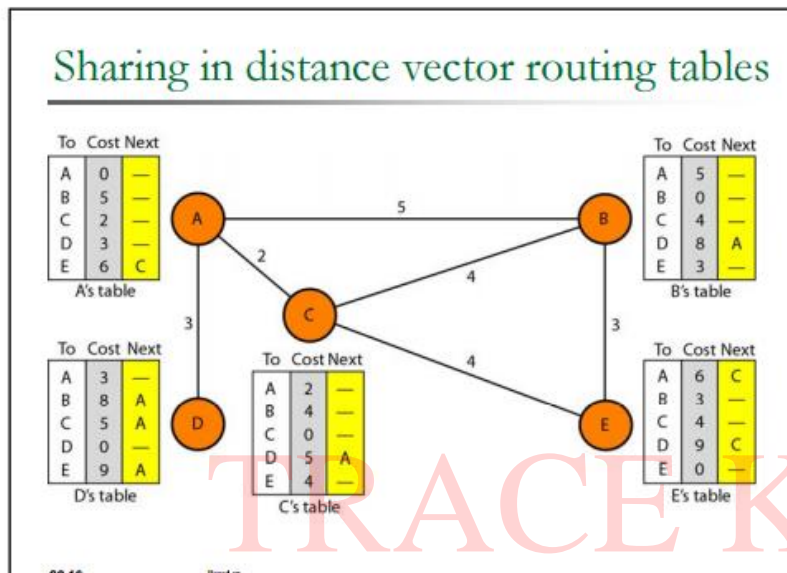 Sharing in distance vector routing tables
To Cost Next
A 0 —
B 5 —
C 2 —
D 3 —
E 6 C
A's table
To Cost Next
A 5 —
B 0 —
C 4 —
D 8 A
E 3 —
B's table
A
5
B
2
4
C
3
3
4
D
E
To Cost Next
A 3 —
B 8 A
C 5 A
D 0 —
E 9 A
D's table
To Cost Next
A 2 —
B 4 —
C 0 —
D 5 A
E 4 —
C's table
To Cost Next
A 6 C
B 3 —
C 4 —
D 9 C
E 0 —
E's table
TRACE K